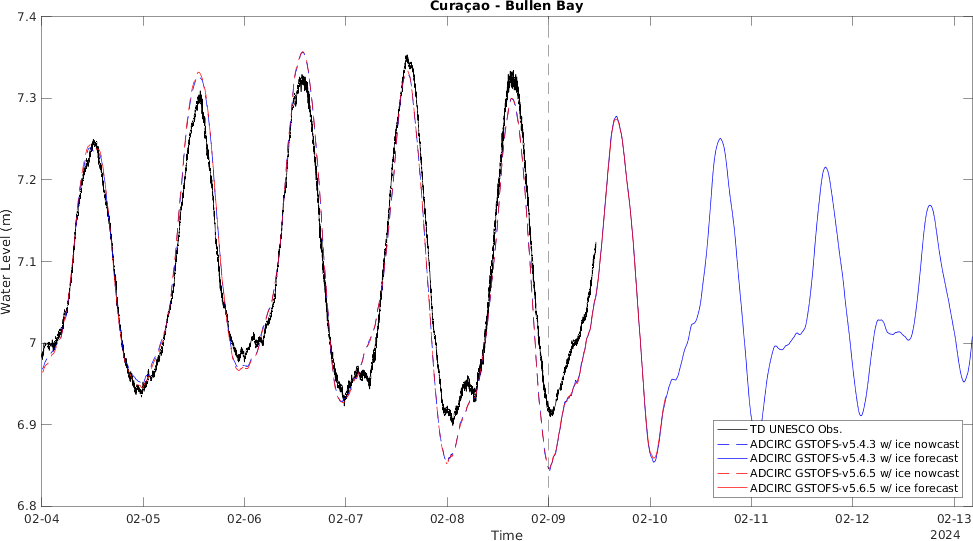 Curaçao - Bullen Bay
7.4
7.3
7.2
7.1
7
6.9
6.8
Water Level (m)
02-04
02-05
02-06
02-07
02-08
02-09
02-10
02-11
02-12
02-13
2024
Time
TD UNESCO Obs.
ADCIRC GSTOFS-v5.4.3 w/ ice nowcast
ADCIRC GSTOFS-v5.4.3 w/ ice forecast
ADCIRC GSTOFS-v5.6.5 w/ ice nowcast
ADCIRC GSTOFS-v5.6.5 w/ ice forecast